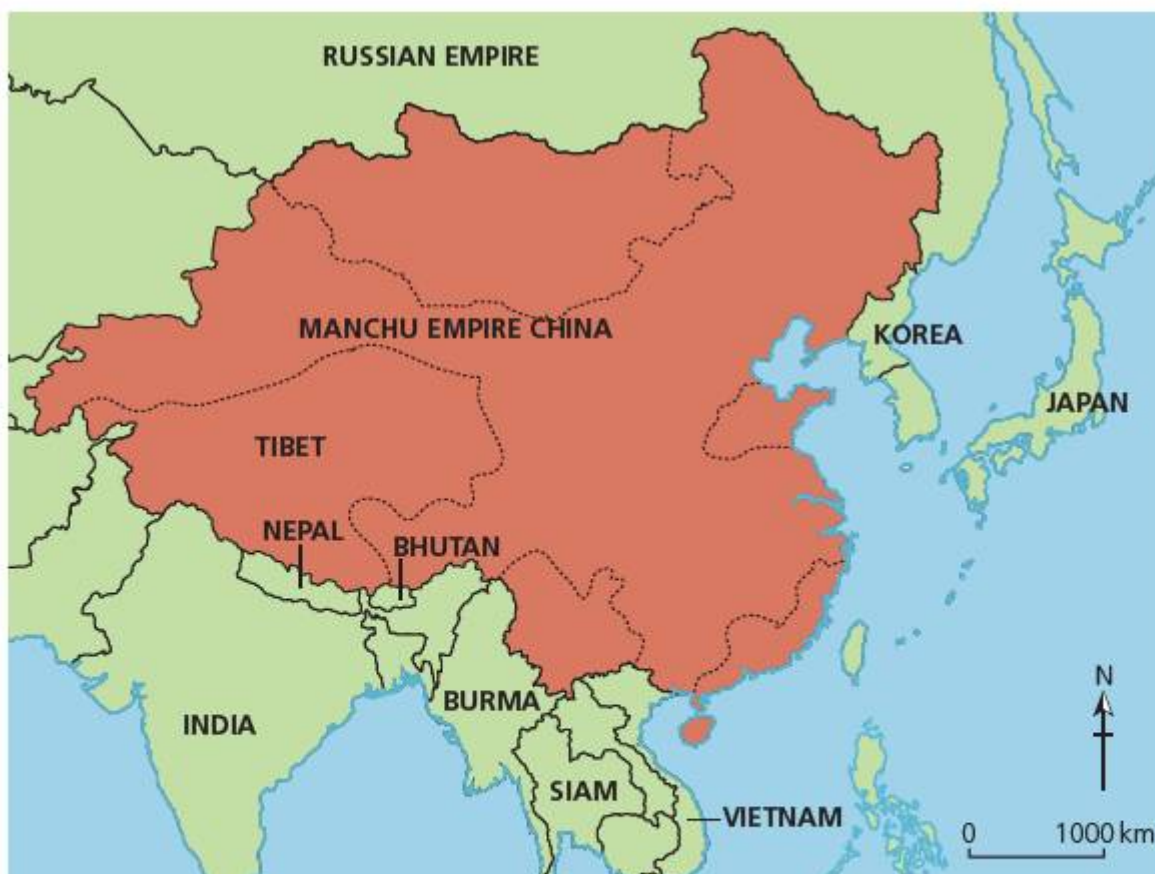 RUSSIAN EMPIRE
MANCHU EMPIRE CHINA
KOREA
JAPAN
TIBET
NEPAL
BHUTAN
INDIA
BURMA
SIAM
VIETNAM
N
0 1000 km